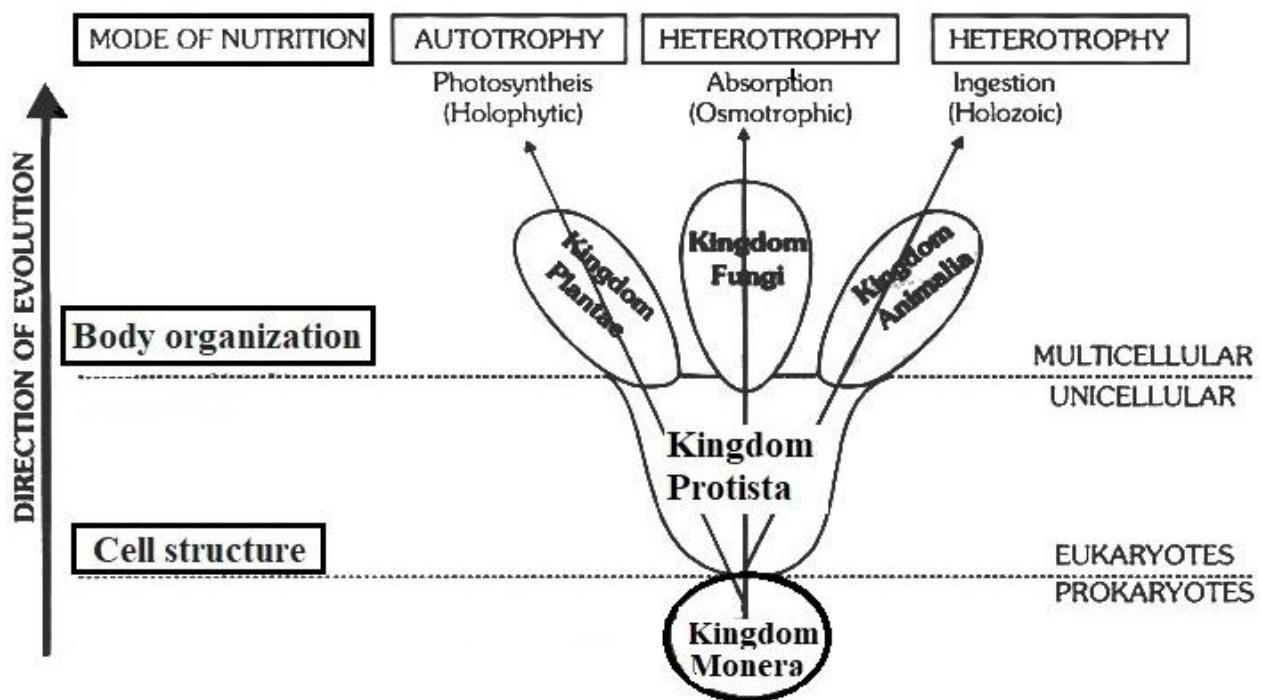 MODE OF NUTRITION
AUTOTROPHY
HETEROTROPHY
HETEROTROPHY
Photosyntheis
(Holophytic)
Absorption
(Osmotrophic)
Ingestion
(Holozoic)
DIRECTION OF EVOLUTION
Kingdom
Plantae
Kingdom
Fungi
Kingdom
Animalia
Body organization
MULTICELLULAR
UNICELLULAR
Kingdom
Protista
Cell structure
EUKARYOTES
PROKARYOTES
Kingdom
Monera